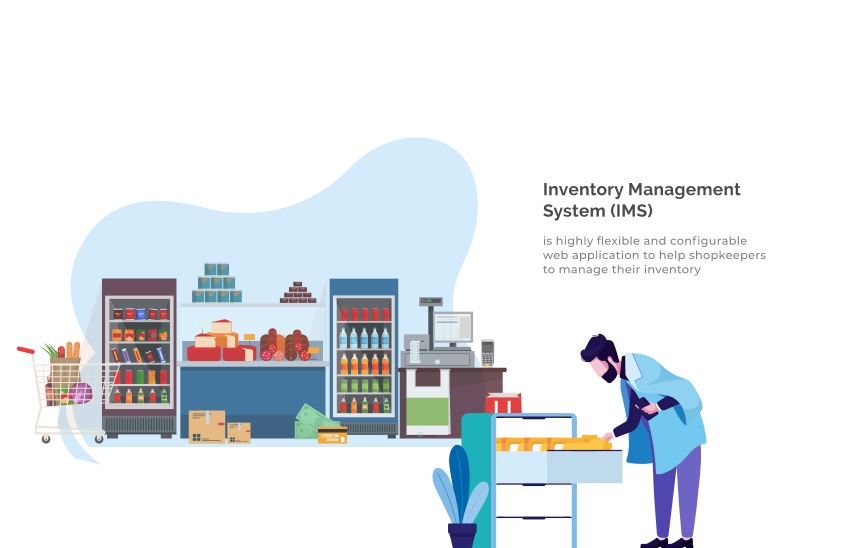 Inventory Management
System (IMS)
is highly flexible and configurable
web application to help shopkeepers
to manage their inventory